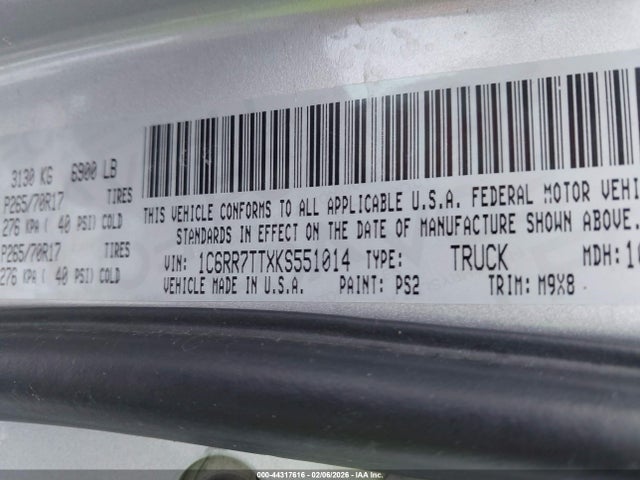 3130 KG 6900 LB
P265/70R17 TIRES
276 KPA ( 40 PSI) COLD
P265/70R17 TIRES
276 KPA ( 40 PSI) COLD
THIS VEHICLE CONFORMS TO ALL APPLICABLE U.S.A. FEDERAL MOTOR VEHI
STANDARDS IN EFFECT ON THE DATE OF MANUFACTURE SHOWN ABOVE.
VIN: 1C6RR7TTXKS551014 TYPE: TRUCK MDH:
VEHICLE MADE IN U.S.A. PAINT: PS2 TRIM: M9X8
000-44317616 - 02/06/2026 - IAA Inc.